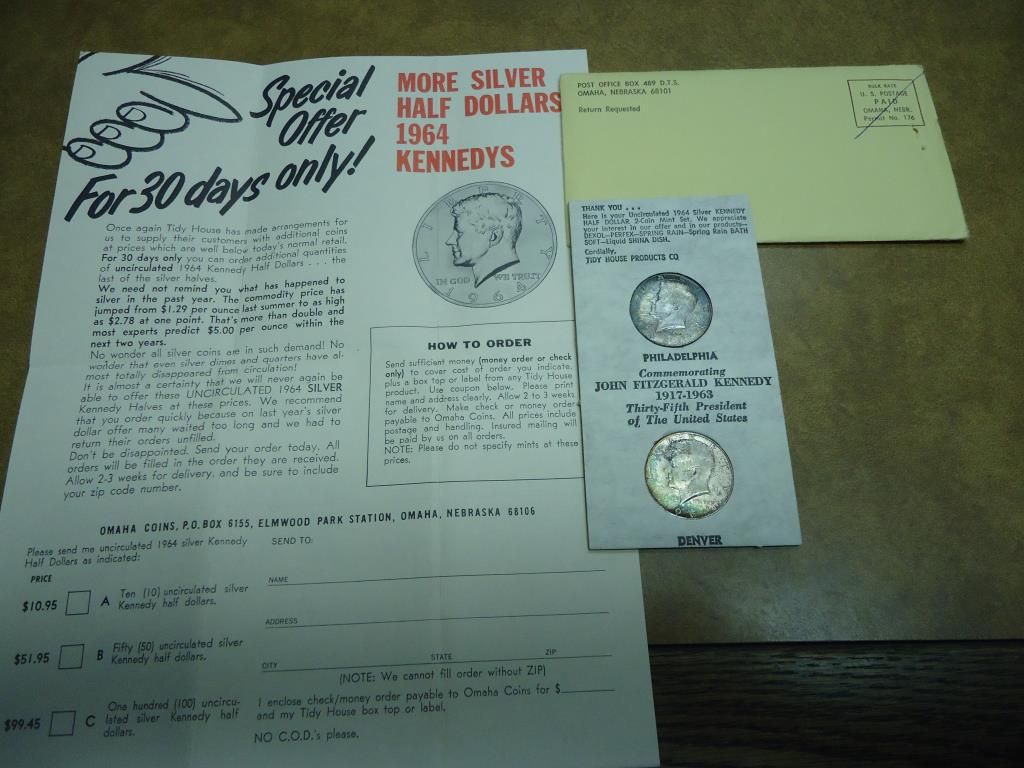 Special
Offer
For 30 days only!
MORE SILVER
HALF DOLLARS
1964
KENNEDYS
Once again Tidy House has made arrangements for
us to supply their customers with additional coins
at prices which are well below today's normal retail.
For 30 days only you can order additional quantities
of uncirculated 1964 Kennedy Half Dollars . . . the
last of the silver halves.
We need not remind you what has happened to
silver in the past year. The commodity price has
jumped from $1.29 per ounce last summer to as high
as $2.78 at one point. That's more than double and
most experts predict $5.00 per ounce within the
next two years.
No wonder all silver coins are in such demand! No
wonder that even silver dimes and quarters have al-
most totally disappeared from circulation!
It is almost a certainty that we will never again be
able to offer these UNCIRCULATED 1964 SILVER
Kennedy Halves at these prices. We recommend
that you order quickly because on last year's silver
dollar offer many waited too long and we had to
return their orders unfilled.
Don't be disappointed. Send your order today. All
orders will be filled in the order they are received.
Allow 2-3 weeks for delivery, and be sure to include
your zip code number.
LIBERTY
IN GOD WE TRUST
1964
HOW TO ORDER
Send sufficient money (money order or check
only) to cover cost of order you indicate,
plus a box top or label from any Tidy House
product. Use coupon below. Please print
name and address clearly. Allow 2 to 3 weeks
for delivery. Make check or money order
payable to Omaha Coins. All prices include
postage and handling. Insured mailing will
be paid by us on all orders.
NOTE: Please do not specify mints at these
prices.
OMAHA COINS, P.O. BOX 6155, ELMWOOD PARK STATION, OMAHA, NEBRASKA 68106
Please send me uncirculated 1964 silver Kennedy
Half Dollars as indicated:
PRICE
$10.95 A Ten (10) uncirculated silver
Kennedy half dollars.
$51.95 B Fifty (50) uncirculated silver
Kennedy half dollars.
$99.45 C One hundred (100) uncircu-
lated silver Kennedy half
dollars.
SEND TO:
NAME
ADDRESS
CITY STATE ZIP
(NOTE: We cannot fill order without ZIP)
I enclose check/money order payable to Omaha Coins for $
and my Tidy House box top or label.
NO C.O.D.'s please.
POST OFFICE BOX 489 D.T.S.
OMAHA, NEBRASKA 68101
Return Requested
BULK RATE
U. S. POSTAGE
PAID
OMAHA, NEBR.
Permit No. 176
THANK YOU . . .
Here is your Uncirculated 1964 Silver KENNEDY
HALF DOLLAR 2-Coin Mint Set. We appreciate
your interest in our offer and in our products—
DEXOL—PERFEX—SPRING RAIN—Spring Rain BATH
SOFT—Liquid SHINA DISH.
Cordially,
TIDY HOUSE PRODUCTS CO
PHILADELPHIA
Commemorating
JOHN FITZGERALD KENNEDY
1917-1963
Thirty-Fifth President
of The United States
DENVER